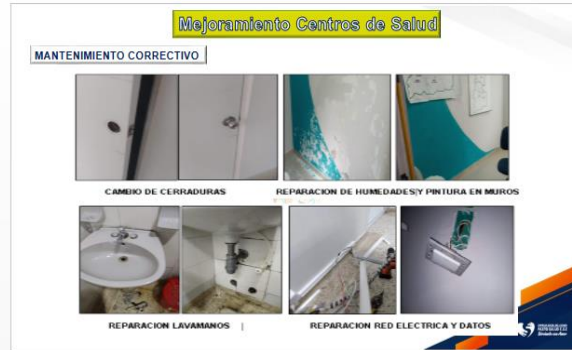 Mejoramiento Centros de Salud
MANTENIMIENTO CORRECTIVO
CAMBIO DE CERRADURAS
REPARACION DE HUMEDADES Y PINTURA EN MUROS
REPARACION LAVAMANOS
REPARACION RED ELECTRICA Y DATOS